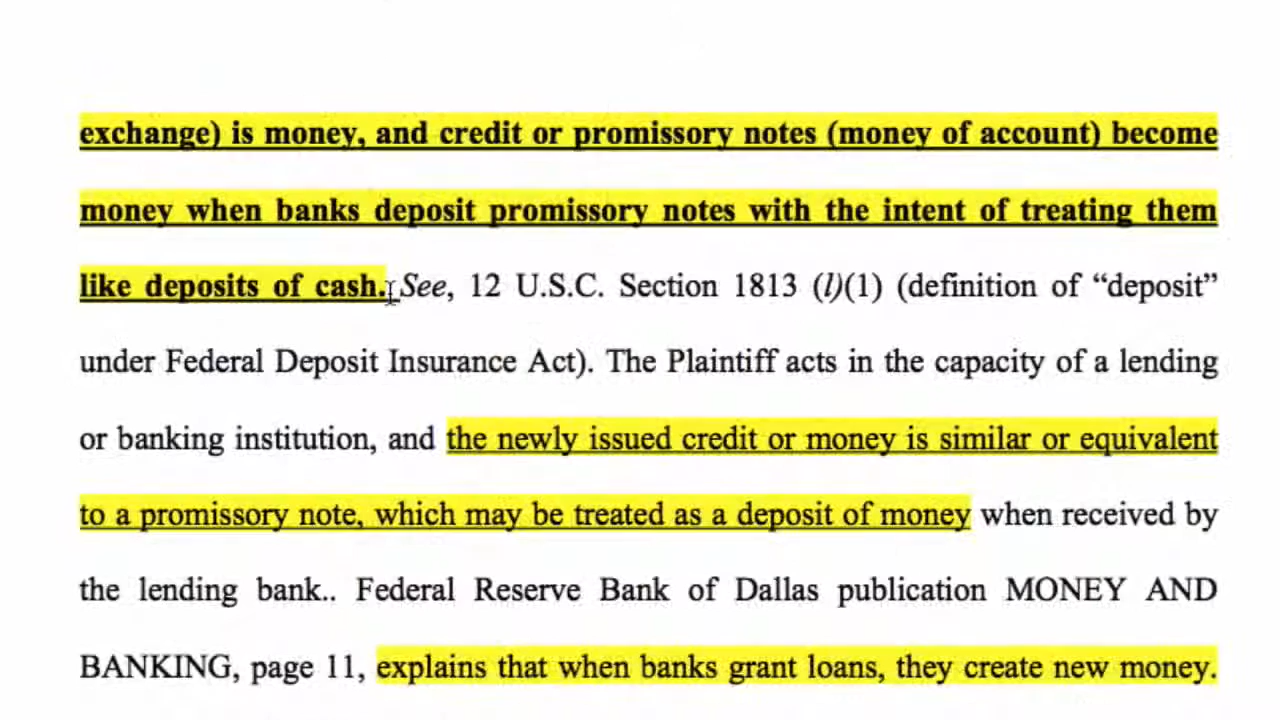 exchange) is money, and credit or promissory notes (money of account) become
money when banks deposit promissory notes with the intent of treating them
like deposits of cash. See, 12 U.S.C. Section 1813 (l)(1) (definition of “deposit”
under Federal Deposit Insurance Act). The Plaintiff acts in the capacity of a lending
or banking institution, and the newly issued credit or money is similar or equivalent
to a promissory note, which may be treated as a deposit of money when received by
the lending bank.. Federal Reserve Bank of Dallas publication MONEY AND
BANKING, page 11, explains that when banks grant loans, they create new money.